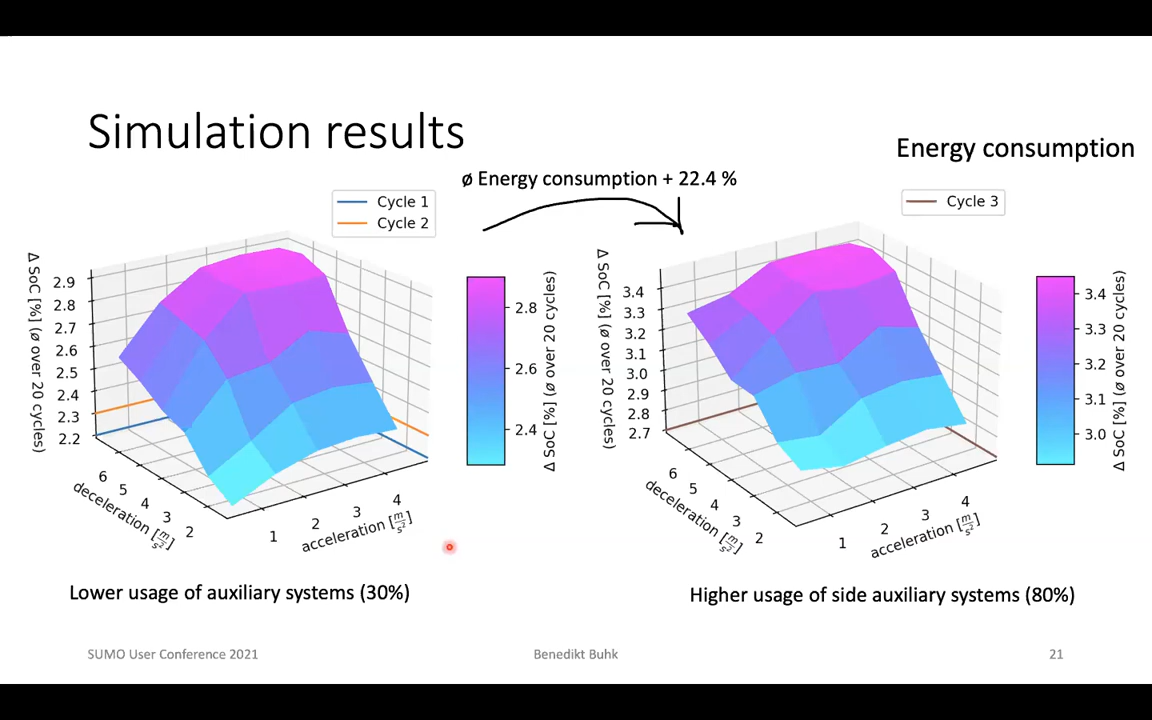 Simulation results
Energy consumption
ø Energy consumption + 22.4 %
Cycle 1
Cycle 2
Δ SoC [%] (ø over 20 cycles)
2.9
2.8
2.7
2.6
2.5
2.4
2.3
2.2
6
5
4
3
2
deceleration [m/s²]
1
2
3
4
acceleration [m/s²]
2.8
2.6
2.4
Δ SoC [%] (ø over 20 cycles)
Lower usage of auxiliary systems (30%)
Cycle 3
Δ SoC [%] (ø over 20 cycles)
3.4
3.3
3.2
3.1
3.0
2.9
2.8
2.7
6
5
4
3
2
deceleration [m/s²]
1
2
3
4
acceleration [m/s²]
3.4
3.3
3.2
3.1
3.0
Δ SoC [%] (ø over 20 cycles)
Higher usage of side auxiliary systems (80%)
SUMO User Conference 2021
Benedikt Buhk
21